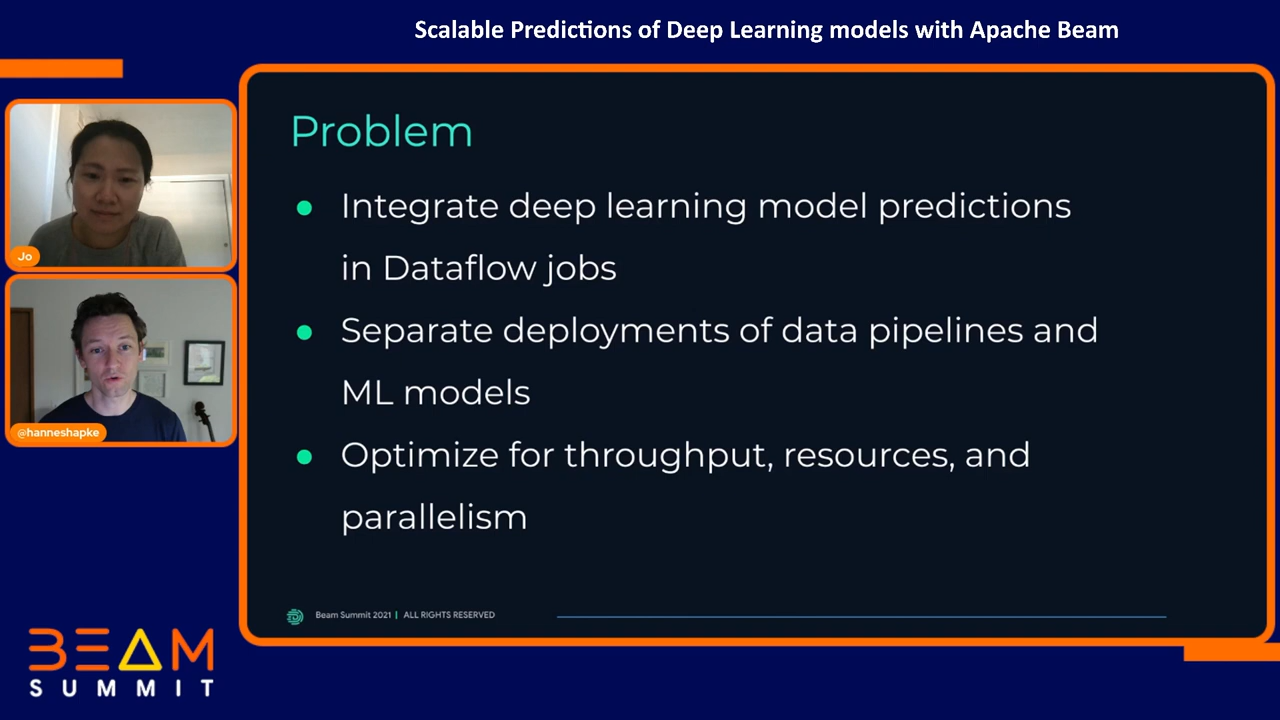 Scalable Predictions of Deep Learning models with Apache Beam
Problem
● Integrate deep learning model predictions
in Dataflow jobs
● Separate deployments of data pipelines and
ML models
● Optimize for throughput, resources, and
parallelism
Jo
@hanneshapke
Beam Summit 2021 | ALL RIGHTS RESERVED
BEAM
SUMMIT